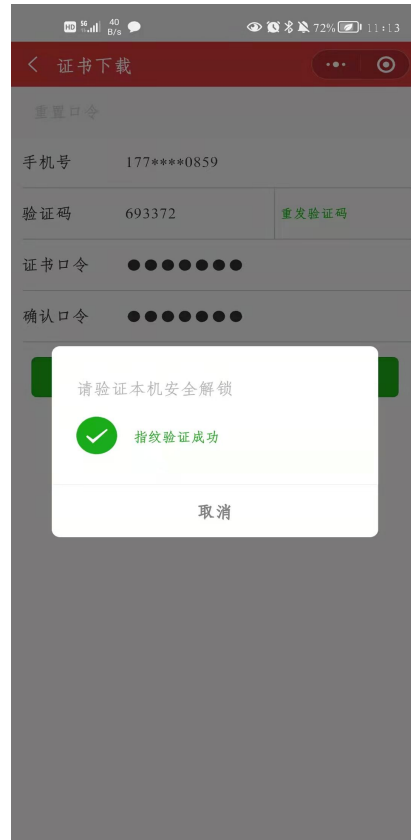 HD 5G 40 B/s 72% 11:13
证书下载
重置口令
手机号 177****0859
验证码 693372 重发验证码
证书口令 ●●●●●●●
确认口令 ●●●●●●●
请验证本机安全解锁
指纹验证成功
取消